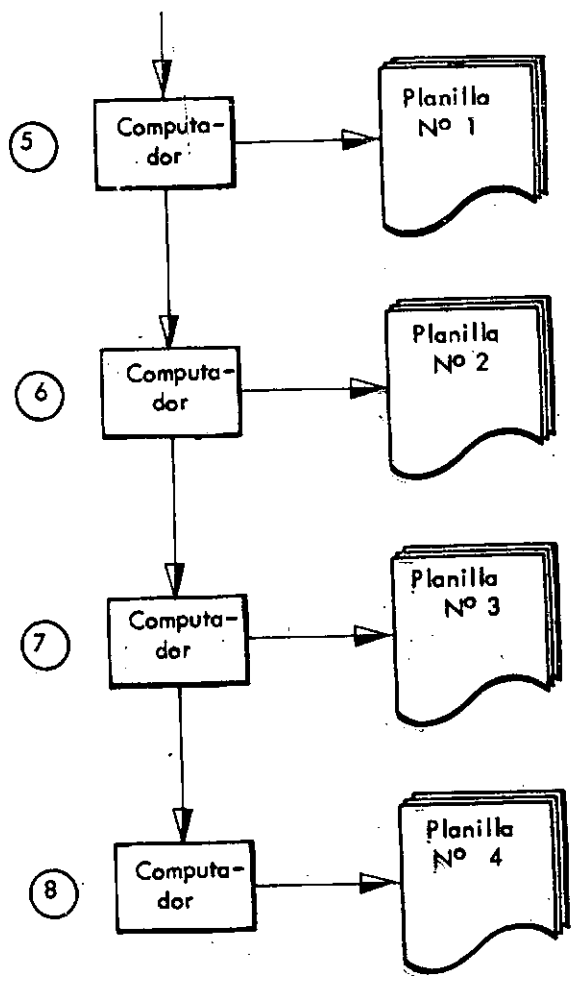 5
Computa-
dor
Planilla
Nº 1
6
Computa-
dor
Planilla
Nº 2
7
Computa-
dor
Planilla
Nº 3
8
Computa-
dor
Planilla
Nº 4